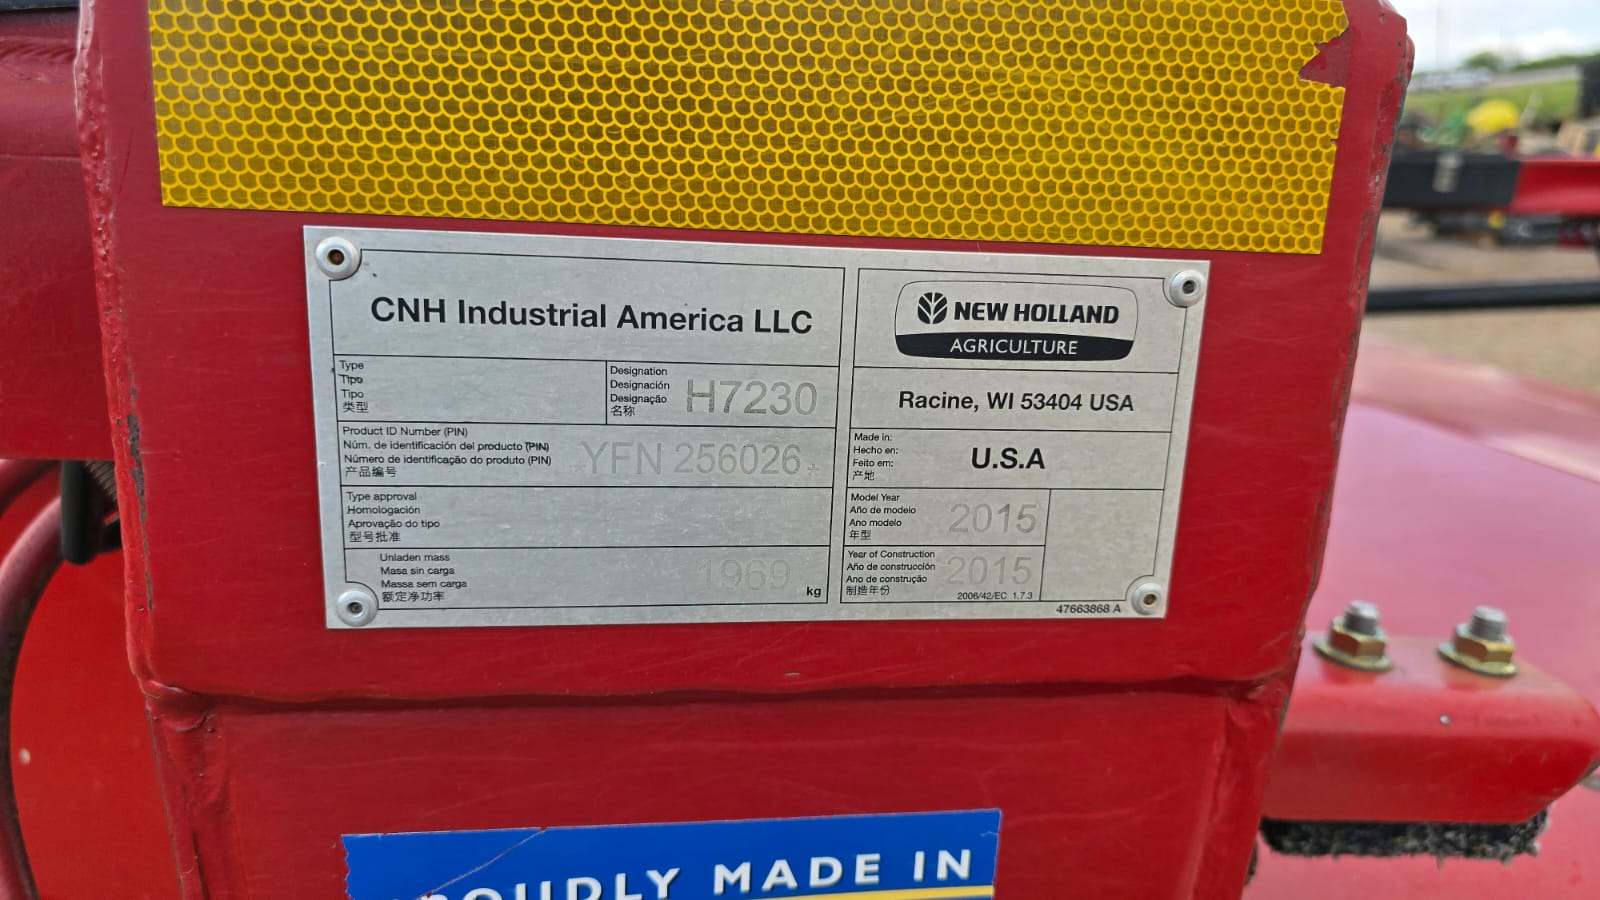 CNH Industrial America LLC
NEW HOLLAND
AGRICULTURE
Type
Tipo
Tipo
类型
Designation
Designación
Designação
名称
H7230
Racine, WI 53404 USA
Product ID Number (PIN)
Núm. de identificación del producto (PIN)
Número de identificação do produto (PIN)
产品编号
*YFN 256026*
Made in:
Hecho en:
Feito em:
产地
U.S.A
Type approval
Homologación
Aprovação do tipo
型号批准
Model Year
Año de modelo
Ano modelo
年型
2015
Unladen mass
Masa sin carga
Massa sem carga
额定净功率
1969
kg
Year of Construction
Año de construcción
Ano de construção
制造年份
2015
2006/42/EC 1.7.3
47663868 A
PROUDLY MADE IN